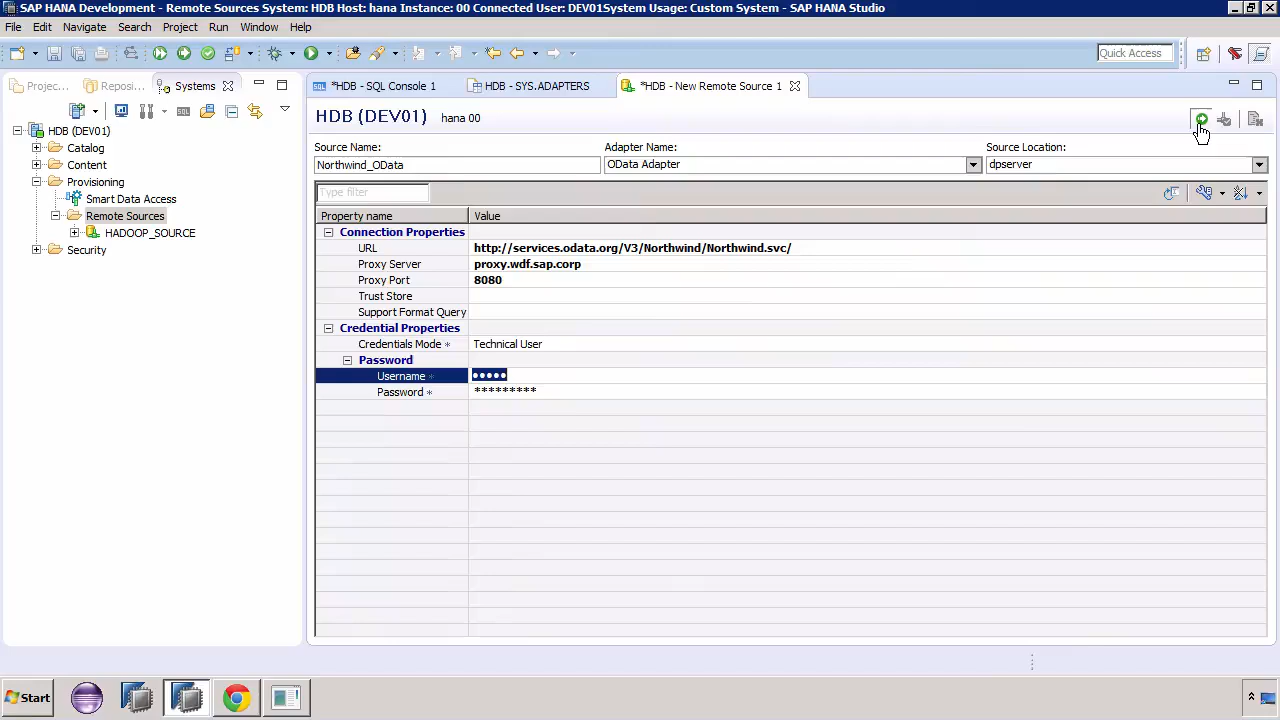 SAP HANA Development - Remote Sources System: HDB Host: hana Instance: 00 Connected User: DEV01System Usage: Custom System - SAP HANA Studio
File Edit Navigate Search Project Run Window Help
Quick Access
Projec... Reposi... Systems
*HDB - SQL Console 1 HDB - SYS.ADAPTERS *HDB - New Remote Source 1
HDB (DEV01) hana 00
HDB (DEV01)
Catalog
Content
Provisioning
Smart Data Access
Remote Sources
HADOOP_SOURCE
Security
Source Name: Adapter Name: Source Location:
Northwind_OData OData Adapter dpserver
Type filter
Property name Value
Connection Properties
URL http://services.odata.org/V3/Northwind/Northwind.svc/
Proxy Server proxy.wdf.sap.corp
Proxy Port 8080
Trust Store
Support Format Query
Credential Properties
Credentials Mode * Technical User
Password
Username * •••••
Password * *********
Start